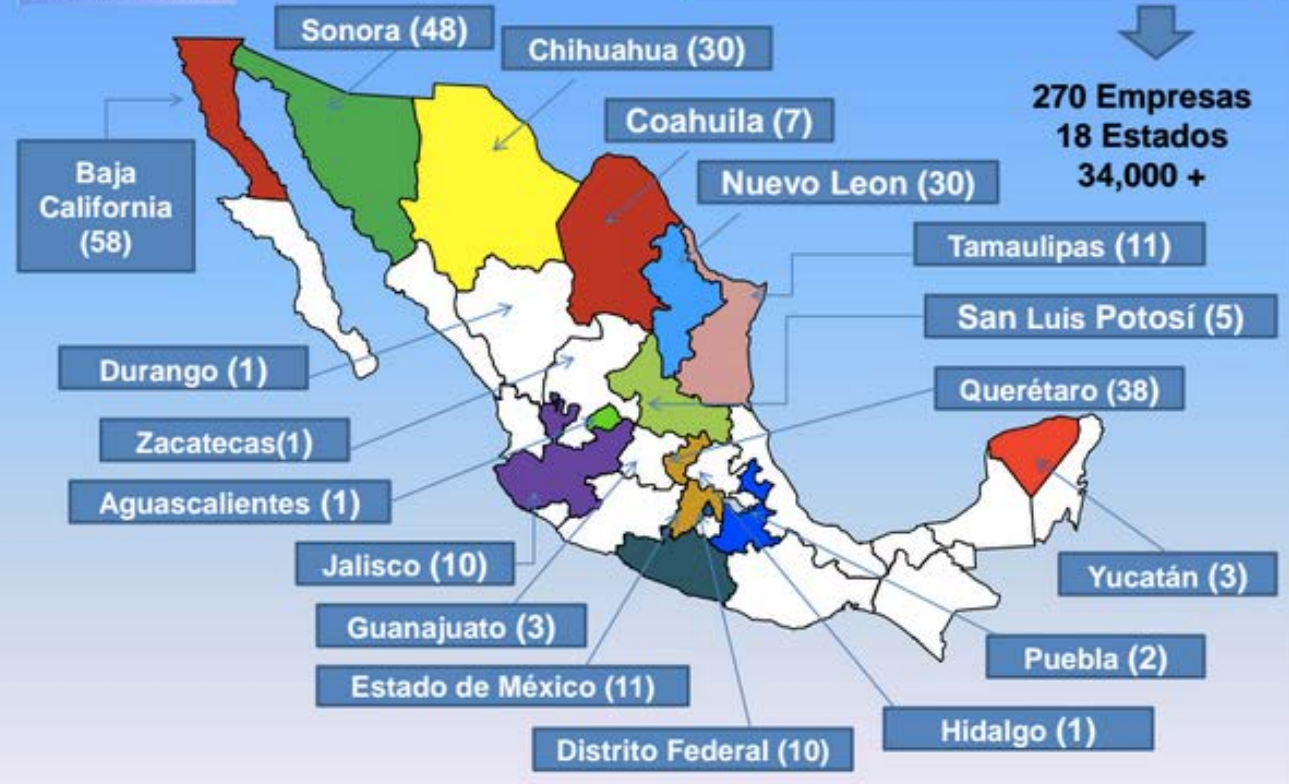 Sonora (48)
Chihuahua (30)
270 Empresas
18 Estados
34,000 +
Coahuila (7)
Baja
California
(58)
Nuevo Leon (30)
Tamaulipas (11)
San Luis Potosí (5)
Durango (1)
Querétaro (38)
Zacatecas(1)
Aguascalientes (1)
Jalisco (10)
Yucatán (3)
Guanajuato (3)
Puebla (2)
Estado de México (11)
Hidalgo (1)
Distrito Federal (10)